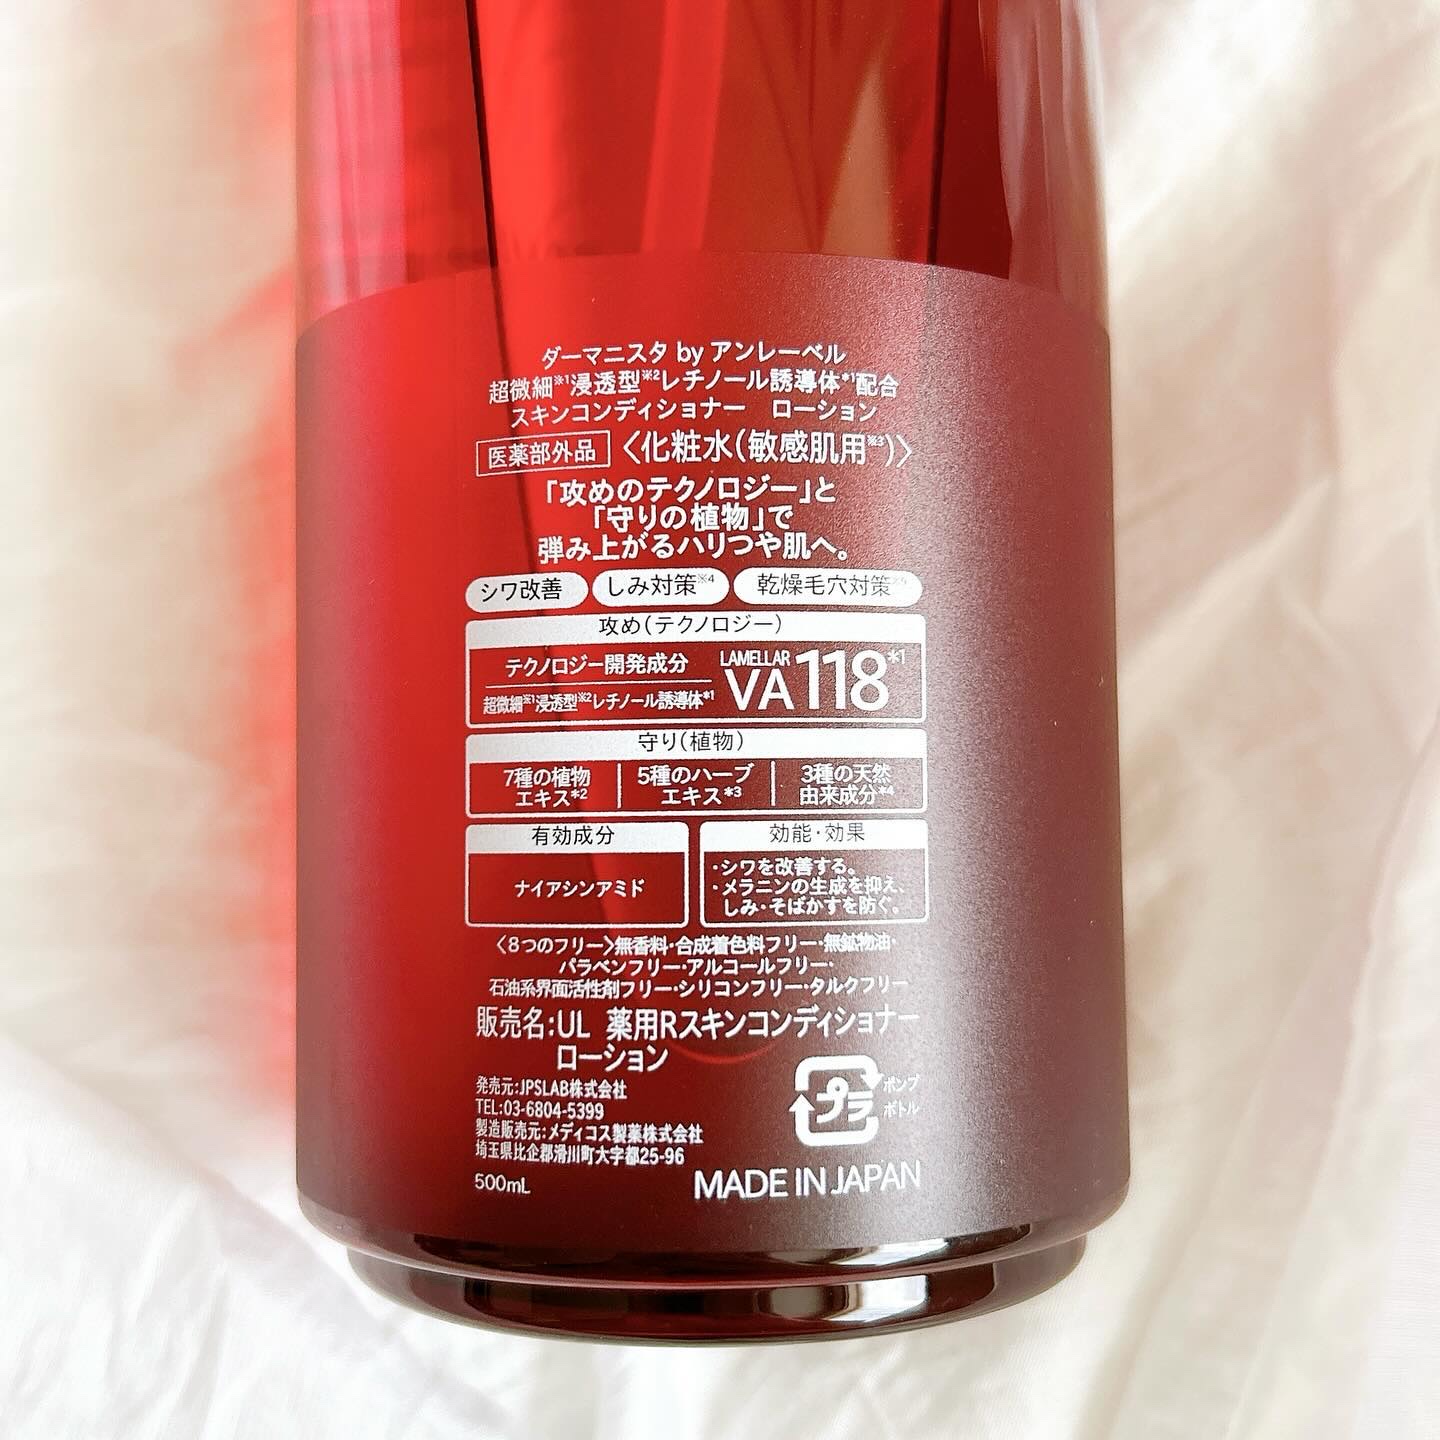 ダーマニスタ by アンレーベル
超微細※1浸透型※2レチノール誘導体*1配合
スキンコンディショナー ローション
医薬部外品 〈化粧水(敏感肌用※3)〉
「攻めのテクノロジー」と
「守りの植物」で
弾み上がるハリつや肌へ。
シワ改善 しみ対策※4 乾燥毛穴対策※5
攻め(テクノロジー)
テクノロジー開発成分
超微細※1浸透型※2レチノール誘導体*1
LAMELLAR
VA118*1
守り(植物)
7種の植物
エキス*2
5種のハーブ
エキス*3
3種の天然
由来成分*4
有効成分
ナイアシンアミド
効能・効果
・シワを改善する。
・メラニンの生成を抑え、
しみ・そばかすを防ぐ。
〈8つのフリー〉無香料・合成着色料フリー・無鉱物油・
パラベンフリー・アルコールフリー・
石油系界面活性剤フリー・シリコンフリー・タルクフリー
販売名:UL 薬用Rスキンコンディショナー
ローション
発売元:JPSLAB株式会社
TEL:03-6804-5399
製造販売元:メディコス製薬株式会社
埼玉県比企郡滑川町大字都25-96
500mL
プラ
ポンプ
ボトル
MADE IN JAPAN